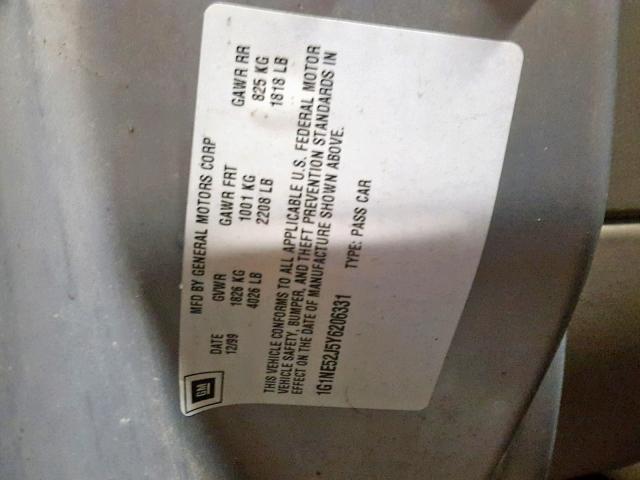 GM
MFD BY GENERAL MOTORS CORP
DATE GVWR GAWR FRT GAWR RR
12/99 1826 KG 1001 KG 825 KG
4026 LB 2208 LB 1818 LB
THIS VEHICLE CONFORMS TO ALL APPLICABLE U.S. FEDERAL MOTOR
VEHICLE SAFETY, BUMPER, AND THEFT PREVENTION STANDARDS IN
EFFECT ON THE DATE OF MANUFACTURE SHOWN ABOVE.
1G1NE52J5Y6206331 TYPE: PASS CAR